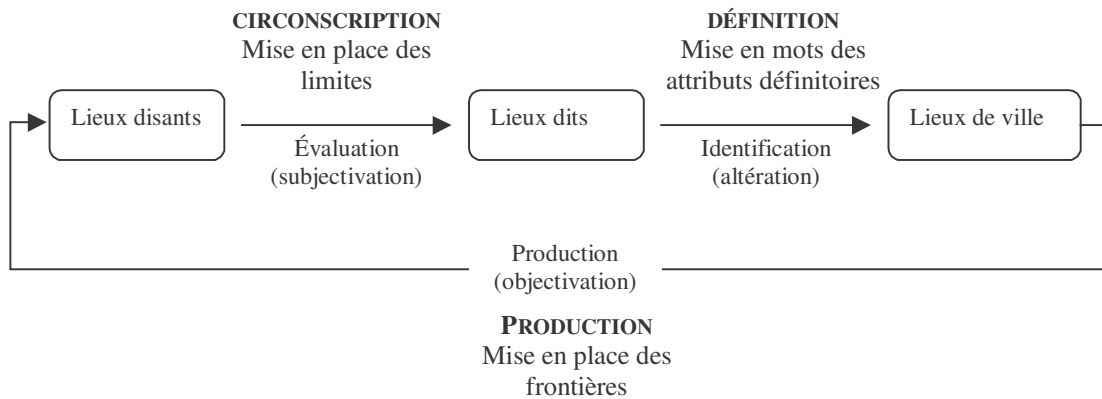 CIRCONSCRIPTION
Mise en place des
limites
DÉFINITION
Mise en mots des
attributs définitoires
Lieux disants
Lieux dits
Lieux de ville
Évaluation
(subjectivation)
Identification
(altération)
Production
(objectivation)
PRODUCTION
Mise en place des
frontières